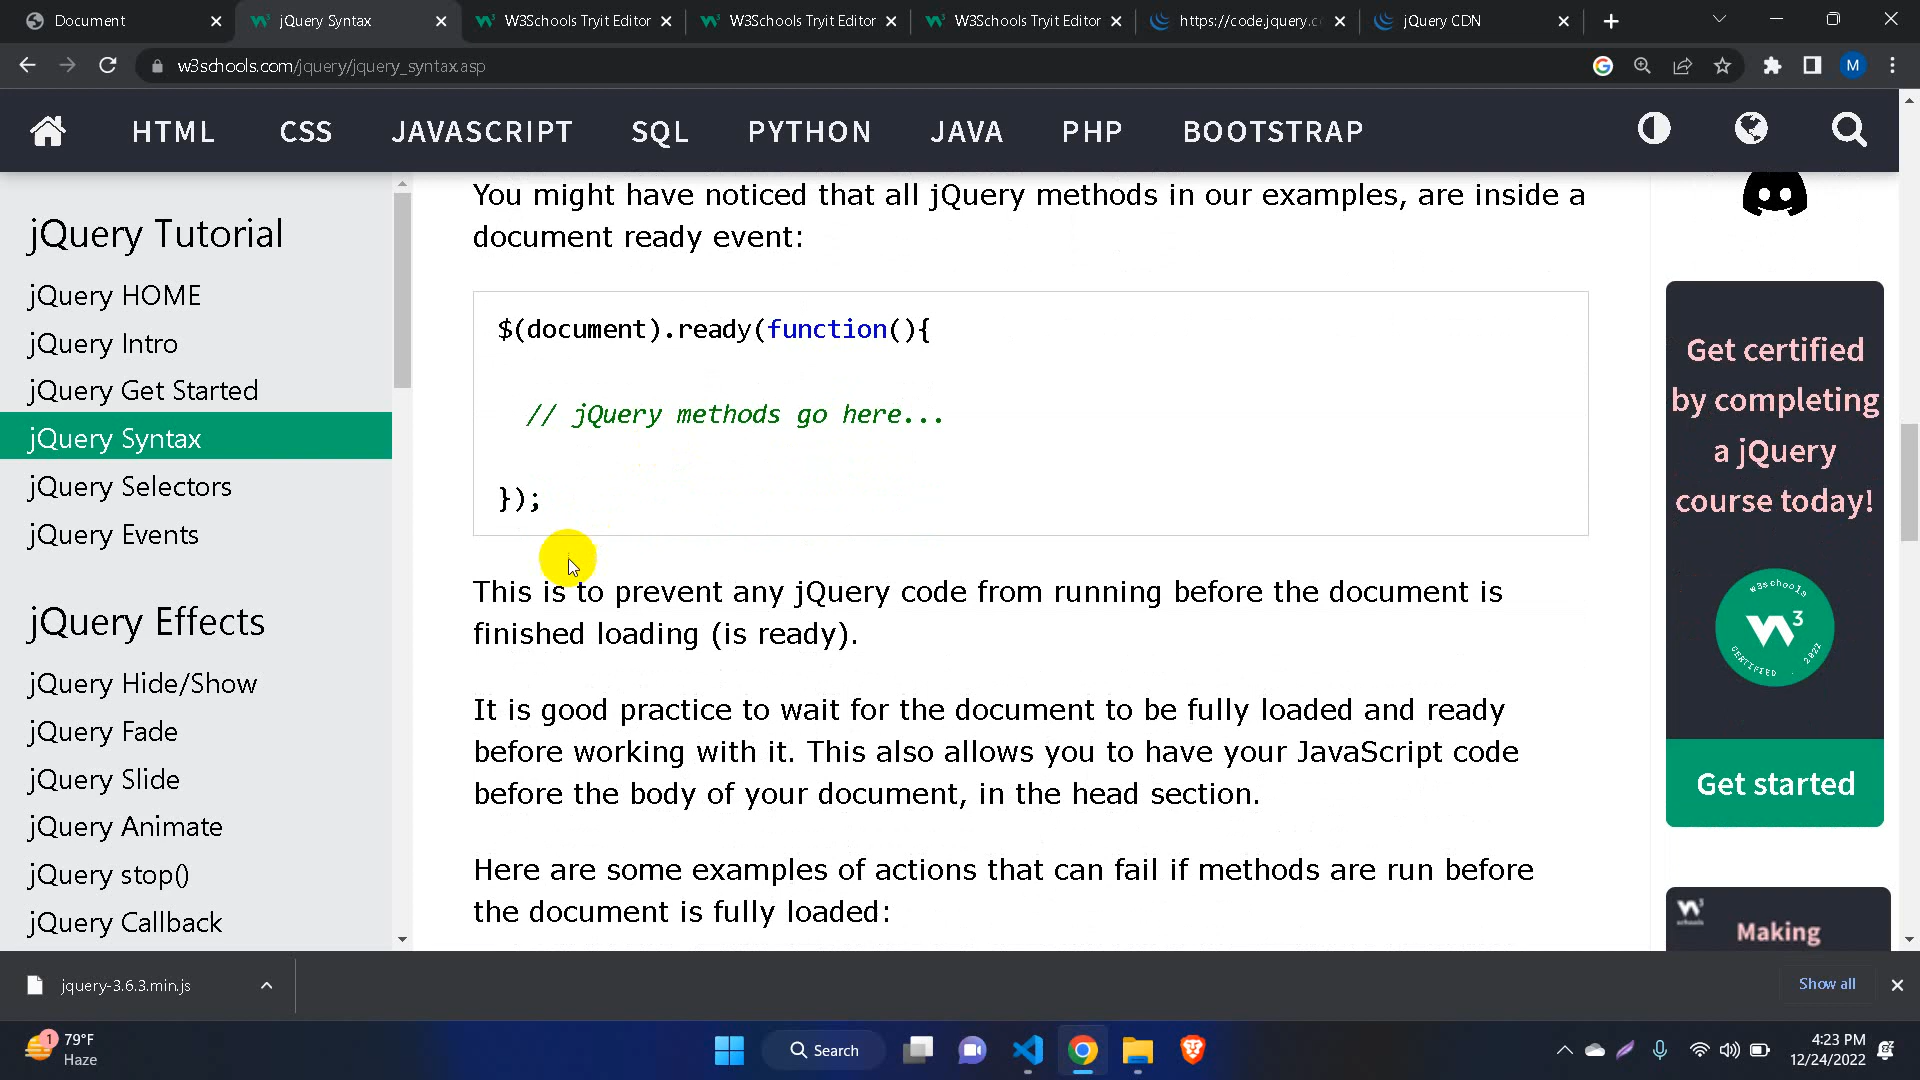 Document
jQuery Syntax
W3Schools Tryit Editor
W3Schools Tryit Editor
W3Schools Tryit Editor
https://code.jquery.c
jQuery CDN
w3schools.com/jquery/jquery_syntax.asp
M
HTML
CSS
JAVASCRIPT
SQL
PYTHON
JAVA
PHP
BOOTSTRAP
jQuery Tutorial
jQuery HOME
jQuery Intro
jQuery Get Started
jQuery Syntax
jQuery Selectors
jQuery Events
jQuery Effects
jQuery Hide/Show
jQuery Fade
jQuery Slide
jQuery Animate
jQuery stop()
jQuery Callback
You might have noticed that all jQuery methods in our examples, are inside a
document ready event:
$(document).ready(function(){
// jQuery methods go here...
});
This is to prevent any jQuery code from running before the document is
finished loading (is ready).
It is good practice to wait for the document to be fully loaded and ready
before working with it. This also allows you to have your JavaScript code
before the body of your document, in the head section.
Here are some examples of actions that can fail if methods are run before
the document is fully loaded:
Get certified
by completing
a jQuery
course today!
w3schools
W3
CERTIFIED . 2022
Get started
W3
schools
Making
jquery-3.6.3.min.js
Show all
1
79°F
Haze
Search
4:23 PM
12/24/2022